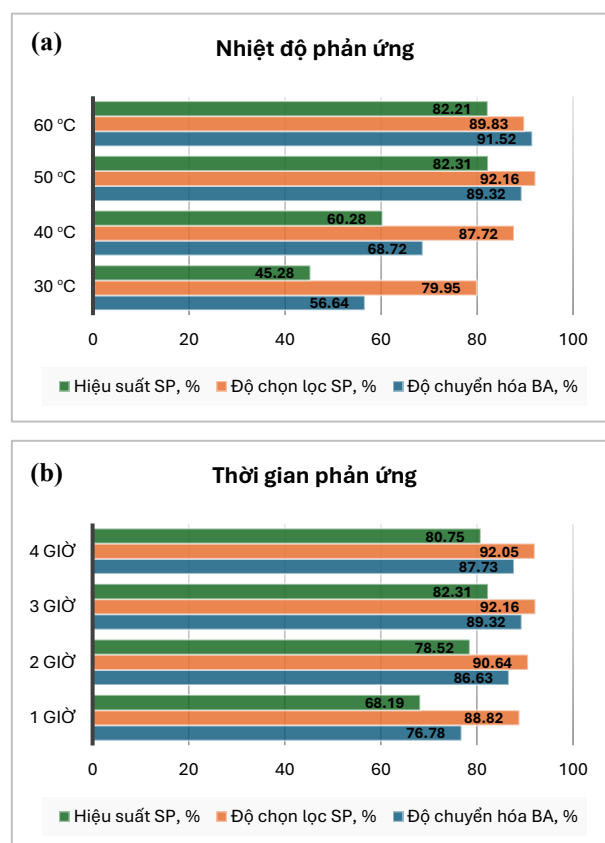 (a)
Nhiệt độ phản ứng
60 °C
82.21
89.83
91.52
50 °C
82.31
92.16
89.32
40 °C
60.28
87.72
68.72
30 °C
45.28
79.95
56.64
0 20 40 60 80 100
Hiệu suất SP, % Độ chọn lọc SP, % Độ chuyển hóa BA, %
(b)
Thời gian phản ứng
4 GIỜ
80.75
92.05
87.73
3 GIỜ
82.31
92.16
89.32
2 GIỜ
78.52
90.64
86.63
1 GIỜ
68.19
88.82
76.78
0 20 40 60 80 100
Hiệu suất SP, % Độ chọn lọc SP, % Độ chuyển hóa BA, %